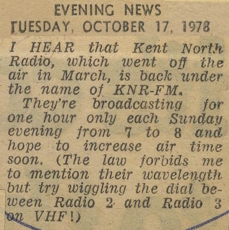 EVENING NEWS
TUESDAY, OCTOBER 17, 1978
I HEAR that Kent North
Radio, which went off the
air in March, is back under
the name of KNR-FM.
They're broadcasting for
one hour only each Sunday
evening from 7 to 8 and
hope to increase air time
soon. (The law forbids me
to mention their wavelength
but try wiggling the dial be-
tween Radio 2 and Radio 3
on VHF!)